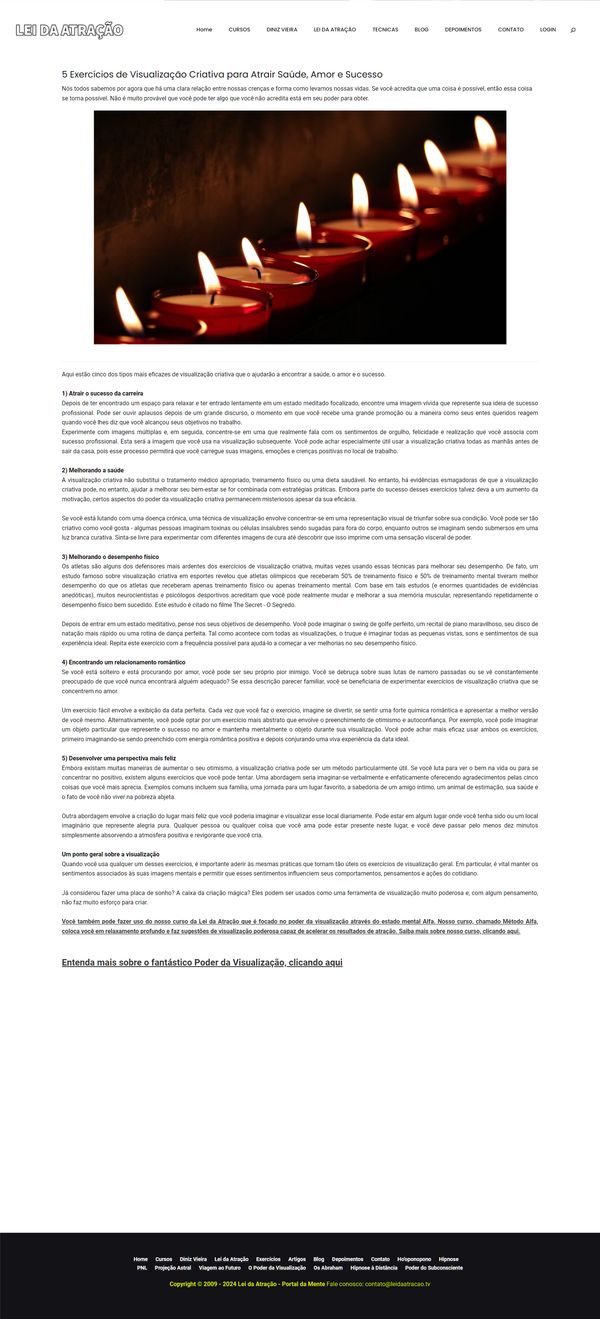 LEI DA ATRAÇÃO
Home CURSOS DINIZ VIEIRA LEI DA ATRAÇÃO TECNICAS BLOG DEPOIMENTOS CONTATO LOGIN
5 Exercícios de Visualização Criativa para Atrair Saúde, Amor e Sucesso
Nós todos sabemos por agora que há uma clara relação entre nossas crenças e forma como levamos nossas vidas. Se você acredita que uma coisa é possível, então essa coisa
se torna possível. Não é muito provável que você pode ter algo que você não acredita está em seu poder para obter.
Aqui estão cinco dos tipos mais eficazes de visualização criativa que o ajudarão a encontrar a saúde, o amor e o sucesso.
1) Atrair o sucesso da carreira
Depois de ter encontrado um espaço para relaxar e ter entrado lentamente em um estado meditado focalizado, encontre uma imagem vívida que represente sua ideia de sucesso
profissional. Pode ser ouvir aplausos depois de um grande discurso, o momento em que você recebe uma grande promoção ou a maneira como seus entes queridos reagem
quando você lhes diz que você alcançou seus objetivos no trabalho.
Experimente com imagens múltiplas e, em seguida, concentre-se em uma que realmente fala com os sentimentos de orgulho, felicidade e realização que você associa com
sucesso profissional. Esta será a imagem que você usa na visualização subsequente. Você pode achar especialmente útil usar a visualização criativa todas as manhãs antes de
sair da casa, pois esse processo permitirá que você carregue suas imagens, emoções e crenças positivas no local de trabalho.
2) Melhorando a saúde
A visualização criativa não substitui o tratamento médico apropriado, treinamento físico ou uma dieta saudável. No entanto, há evidências esmagadoras de que a visualização
criativa pode, no entanto, ajudar a melhorar seu bem-estar se for combinada com estratégias práticas. Embora parte do sucesso desses exercícios talvez deva a um aumento da
motivação, certos aspectos do poder da visualização criativa permanecem misteriosos apesar da sua eficácia.
Se você está lutando com uma doença crónica, uma técnica de visualização envolve concentrar-se em uma representação visual de triunfar sobre sua condição. Você pode ser tão
criativo como você gosta - algumas pessoas imaginam toxinas ou células insalubres sendo sugadas para fora do corpo, enquanto outros se imaginam sendo submersos em uma
luz branca curativa. Sinta-se livre para experimentar com diferentes imagens de cura até descobrir que isso imprime com uma sensação visceral de poder.
3) Melhorando o desempenho físico
Os atletas são alguns dos defensores mais ardentes dos exercícios de visualização criativa, muitas vezes usando essas técnicas para melhorar seu desempenho. De fato, um
estudo famoso sobre visualização criativa em esportes revelou que atletas olímpicos que receberam 50% de treinamento físico e 50% de treinamento mental tiveram melhor
desempenho do que os atletas que receberam apenas treinamento físico ou apenas treinamento mental. Com base em tais estudos (e enormes quantidades de evidências
anedóticas), muitos neurocientistas e psicólogos desportivos acreditam que você pode realmente mudar e melhorar a sua memória muscular, representando repetidamente o
desempenho físico bem sucedido. Este estudo é citado no filme The Secret - O Segredo.
Depois de entrar em um estado meditativo, pense nos seus objetivos de desempenho. Você pode imaginar o swing de golfe perfeito, um recital de piano maravilhoso, seu disco de
natação mais rápido ou uma rotina de dança perfeita. Tal como acontece com todas as visualizações, o truque é imaginar todas as pequenas vistas, sons e sentimentos de sua
experiência ideal. Repita este exercício com a frequência possível para ajudá-lo a começar a ver melhorias no seu desempenho físico.
4) Encontrando um relacionamento romántico
Se você está solteiro e está procurando por amor, você pode ser seu próprio pior inimigo. Você se debruça sobre suas lutas de namoro passadas ou se vê constantemente
preocupado de que você nunca encontrará alguém adequado? Se essa descrição parecer familiar, você se beneficiaria de experimentar exercícios de visualização criativa que se
concentrem no amor.
Um exercício fácil envolve a exibição da data perfeita. Cada vez que você faz o exercício, imagine se divertir, se sentir uma forte química romântica e apresentar a melhor versão
de você mesmo. Alternativamente, você pode optar por um exercício mais abstrato que envolve o preenchimento de otimismo e autoconfiança. Por exemplo, você pode imaginar
um objeto particular que represente o sucesso no amor e mantenha mentalmente o objeto durante sua visualização. Você pode achar mais eficaz usar ambos os exercícios,
primeiro imaginando-se sendo preenchido com energia romântica positiva e depois conjurando uma viva experiência da data ideal.
5) Desenvolver uma perspectiva mais feliz
Embora existam muitas maneiras de aumentar o seu otimismo, a visualização criativa pode ser um método particularmente útil. Se você luta para ver o bem na vida ou para se
concentrar no positivo, existem alguns exercícios que você pode tentar. Uma abordagem seria imaginar-se verbalmente e enfaticamente oferecendo agradecimentos pelas cinco
coisas que você mais aprecia. Exemplos comuns incluem sua família, uma jornada para um lugar favorito, a sabedoria de um amigo íntimo, um animal de estimação, sua saúde e
o fato de você não viver na pobreza abjeta.
Outra abordagem envolve a criação do lugar mais feliz que você poderia imaginar e visualizar esse local diariamente. Pode estar em algum lugar onde você tenha sido ou um local
imaginário que represente alegria pura. Qualquer pessoa ou qualquer coisa que você ama pode estar presente neste lugar, e você deve passar pelo menos dez minutos
simplesmente absorvendo a atmosfera positiva e revigorante que você cria.
Um ponto geral sobre a visualização
Quando você usa qualquer um desses exercícios, é importante aderir às mesmas práticas que tornam tão úteis os exercícios de visualização geral. Em particular, é vital manter os
sentimentos associados às suas imagens mentais e permitir que esses sentimentos influenciem seus comportamentos, pensamentos e ações do cotidiano.
Já considerou fazer uma placa de sonho? A caixa da criação mágica? Eles podem ser usados como uma ferramenta de visualização muito poderosa e, com algum pensamento,
não faz muito esforço para criar.
Você também pode fazer uso do nosso curso da Lei da Atração que é focado no poder da visualização através do estado mental Alfa. Nosso curso, chamado Método Alfa,
coloca você em relaxamento profundo e faz sugestões de visualização poderosa capaz de acelerar os resultados de atração. Saiba mais sobre nosso curso, clicando aqui.
Entenda mais sobre o fantástico Poder da Visualização, clicando aqui
Home Cursos Diniz Vieira Lei da Atração Exercícios Artigos Blog Depoimentos Contato Ho'oponopono Hipnose
PNL Projeção Astral Viagem ao Futuro O Poder da Visualização Os Abraham Hipnose à Distância Poder do Subconsciente
Copyright © 2009 - 2024 Lei da Atração - Portal da Mente Fale conosco: contato@leidaatracao.tv